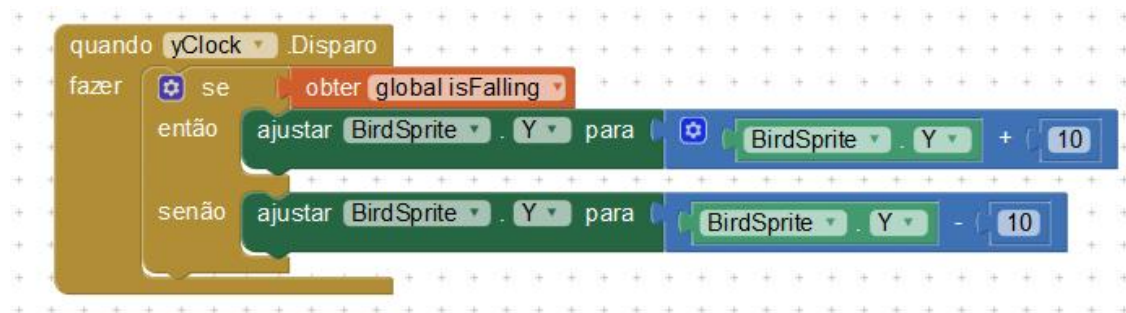 quando yClock .Disparo
fazer se obter global isFalling
então ajustar BirdSprite . Y para BirdSprite . Y + 10
senão ajustar BirdSprite . Y para BirdSprite . Y - 10